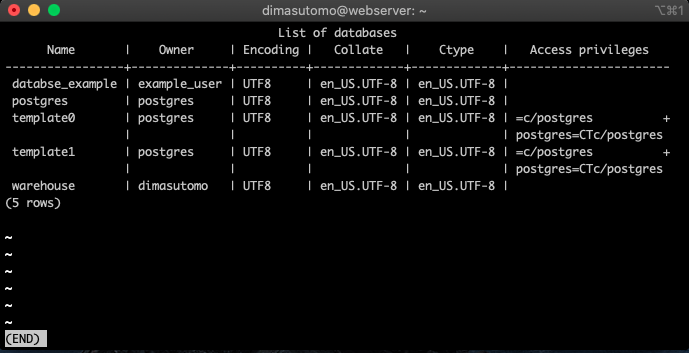 dimasutomo@webserver: ~
⌥⌘1
List of databases
Name | Owner | Encoding | Collate | Ctype | Access privileges
-----------------+--------------+----------+-------------+-------------+-----------------------
databse_example | example_user | UTF8 | en_US.UTF-8 | en_US.UTF-8 |
postgres | postgres | UTF8 | en_US.UTF-8 | en_US.UTF-8 |
template0 | postgres | UTF8 | en_US.UTF-8 | en_US.UTF-8 | =c/postgres +
| | | | | postgres=CTc/postgres
template1 | postgres | UTF8 | en_US.UTF-8 | en_US.UTF-8 | =c/postgres +
| | | | | postgres=CTc/postgres
warehouse | dimasutomo | UTF8 | en_US.UTF-8 | en_US.UTF-8 |
(5 rows)
~
~
~
~
~
~
(END)